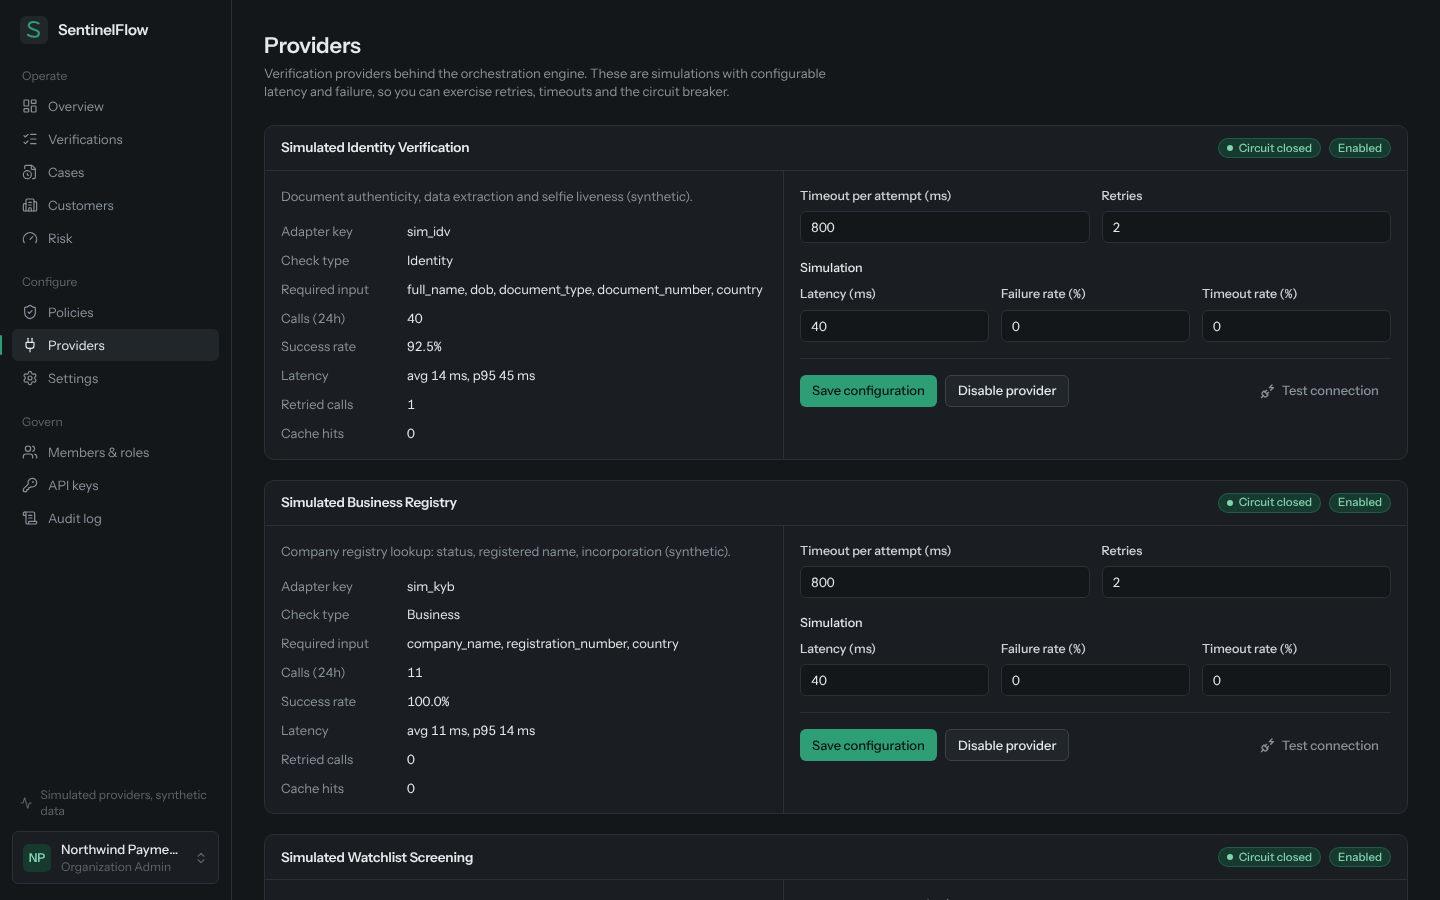 SentinelFlow
Operate
Overview
Verifications
Cases
Customers
Risk
Configure
Policies
Providers
Settings
Govern
Members & roles
API keys
Audit log
Simulated providers, synthetic
data
NP
Northwind Payme...
Organization Admin
Providers
Verification providers behind the orchestration engine. These are simulations with configurable
latency and failure, so you can exercise retries, timeouts and the circuit breaker.
Simulated Identity Verification
Circuit closed
Enabled
Document authenticity, data extraction and selfie liveness (synthetic).
Adapter key sim_idv
Check type Identity
Required input full_name, dob, document_type, document_number, country
Calls (24h) 40
Success rate 92.5%
Latency avg 14 ms, p95 45 ms
Retried calls 1
Cache hits 0
Timeout per attempt (ms) Retries
800 2
Simulation
Latency (ms) Failure rate (%) Timeout rate (%)
40 0 0
Save configuration Disable provider Test connection
Simulated Business Registry
Circuit closed
Enabled
Company registry lookup: status, registered name, incorporation (synthetic).
Adapter key sim_kyb
Check type Business
Required input company_name, registration_number, country
Calls (24h) 11
Success rate 100.0%
Latency avg 11 ms, p95 14 ms
Retried calls 0
Cache hits 0
Timeout per attempt (ms) Retries
800 2
Simulation
Latency (ms) Failure rate (%) Timeout rate (%)
40 0 0
Save configuration Disable provider Test connection
Simulated Watchlist Screening
Circuit closed
Enabled